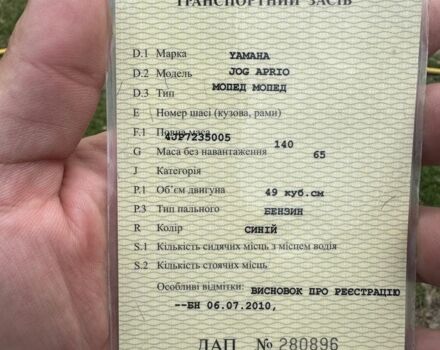 ТРАНСПОРТНИЙ ЗАСІБ
D.1 Марка YAMAHA
D.2 Модель JOG APRIO
D.3 Тип МОПЕД МОПЕД
E Номер шасі (кузова, рами)
F.1 Повна маса 4JP7235005
140
G Маса без навантаження 65
J Категорія
P.1 Об'єм двигуна 49 куб.см
P.3 Тип пального БЕНЗИН
R Колір СИНІЙ
S.1 Кількість сидячих місць з місцем водія
S.2 Кількість стоячих місць
Особливі відмітки: ВИСНОВОК ПРО РЕЄСТРАЦІЮ
--БН 06.07.2010,
ДАП № 280896